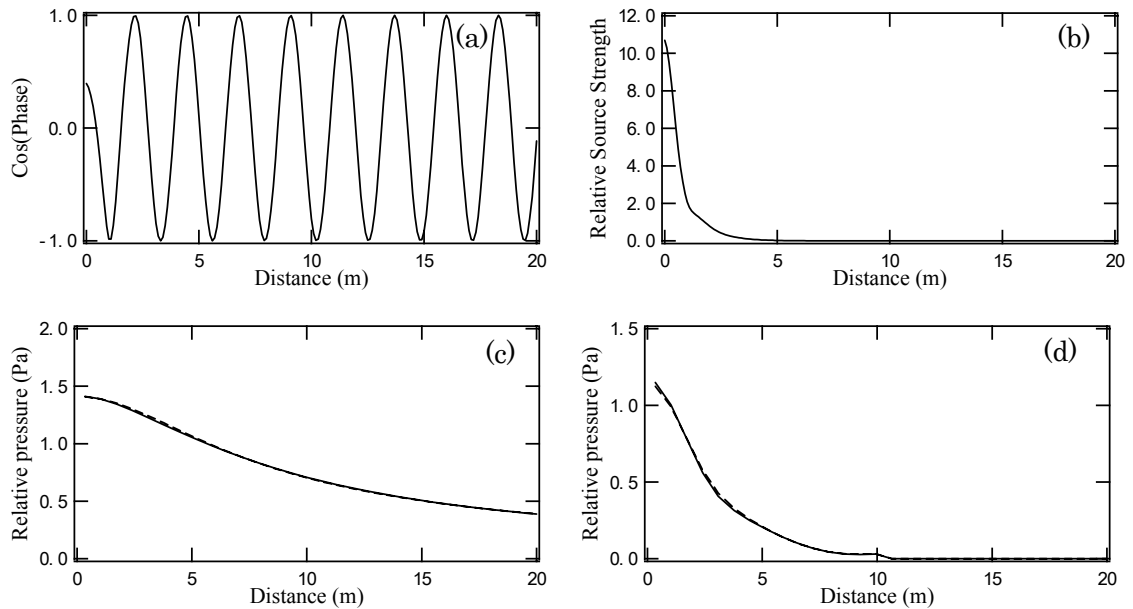 1. 0
0. 0
-1. 0
Cos(Phase)
(a)
0 5 10 15 20
Distance (m)
12. 0
10. 0
8. 0
6. 0
4. 0
2. 0
0. 0
Relative Source Strength
(b)
0 5 10 15 20
Distance (m)
2. 0
1. 5
1. 0
0. 5
0. 0
Relative pressure (Pa)
(c)
0 5 10 15 20
Distance (m)
1. 5
1. 0
0. 5
0. 0
Relative pressure (Pa)
(d)
0 5 10 15 20
Distance (m)